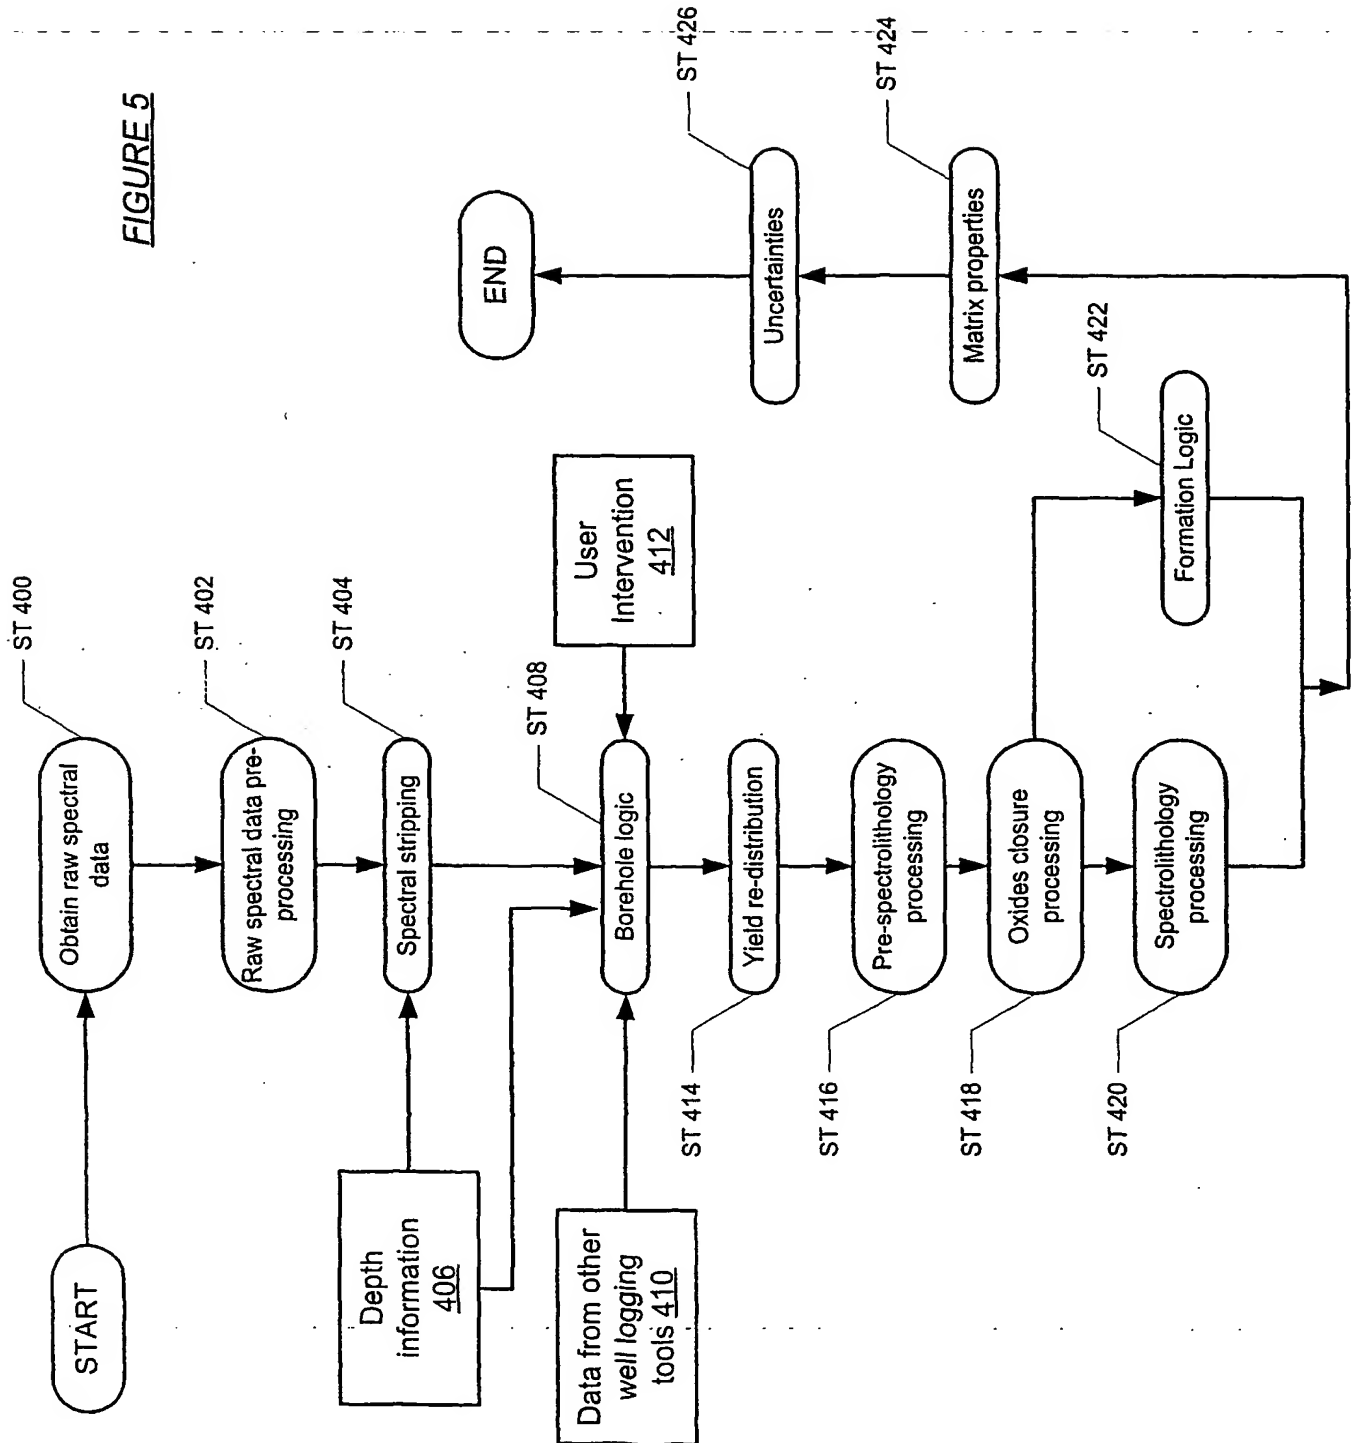 FIGURE 5
START
Obtain raw spectral
data
ST 400
Raw spectral data pre-
processing
ST 402
Depth
information
406
Spectral stripping
ST 404
Data from other
well logging
tools 410
Borehole logic
ST 408
User
Intervention
412
Yield re-distribution
ST 414
Pre-spectrolithology
processing
ST 416
Oxides closure
processing
ST 418
Spectrolithology
processing
ST 420
Formation Logic
ST 422
Matrix properties
ST 424
Uncertainties
ST 426
END